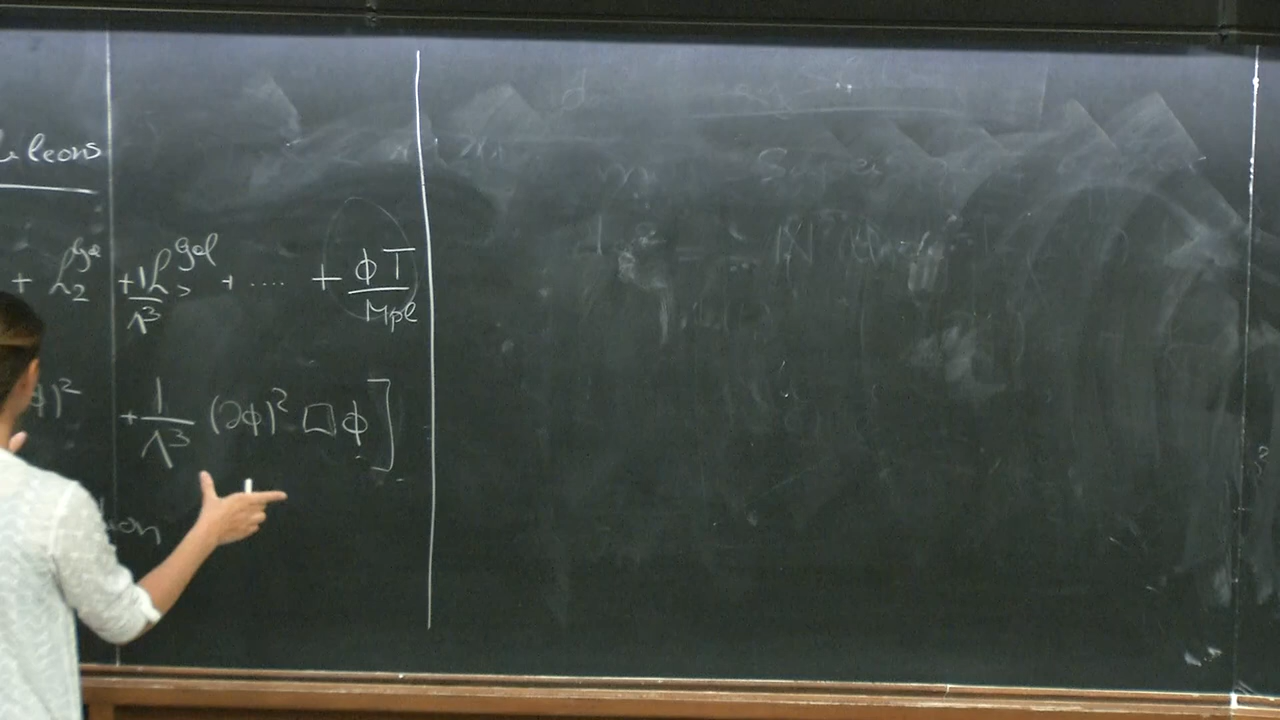 leons
+ ℒ₂^Gal + 1/Λ³ ℒ₃^Gal + .... + ϕT/Mpl
ϕ)² + 1/Λ³ (∂ϕ)² □ϕ]
ion